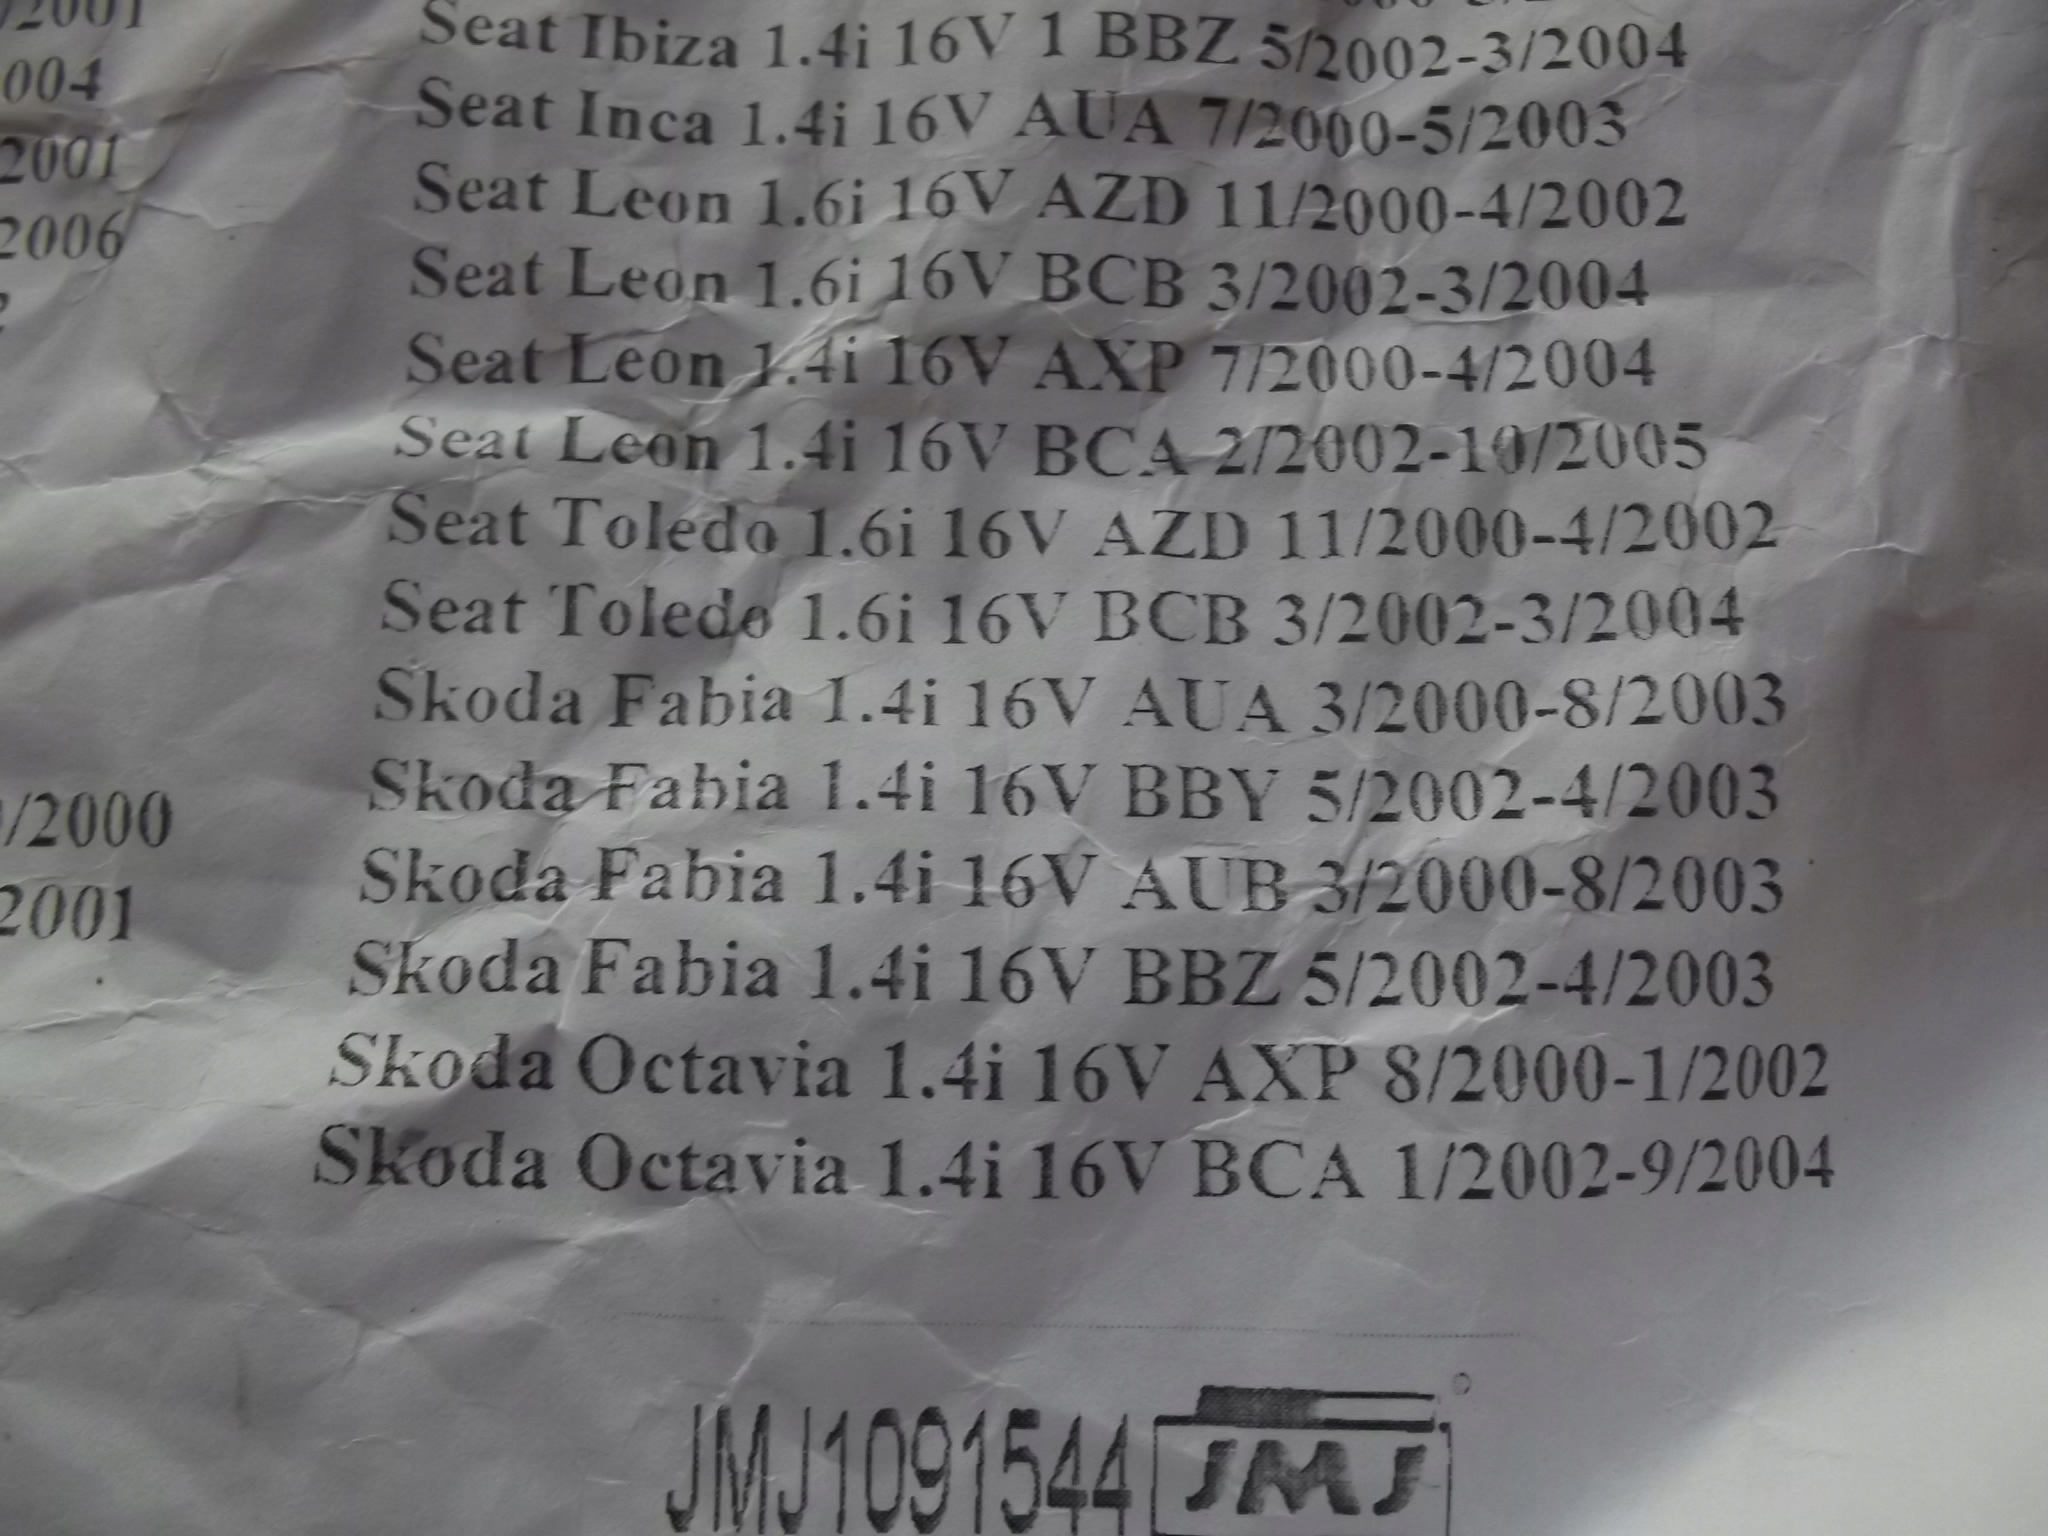 /2001
004
2001
2006
/2000
2001
Seat Ibiza 1.4i 16V 1 BBZ 5/2002-3/2004
Seat Inca 1.4i 16V AUA 7/2000-5/2003
Seat Leon 1.6i 16V AZD 11/2000-4/2002
Seat Leon 1.6i 16V BCB 3/2002-3/2004
Seat Leon 1.4i 16V AXP 7/2000-4/2004
Seat Leon 1.4i 16V BCA 2/2002-10/2005
Seat Toledo 1.6i 16V AZD 11/2000-4/2002
Seat Toledo 1.6i 16V BCB 3/2002-3/2004
Skoda Fabia 1.4i 16V AUA 3/2000-8/2003
Skoda Fabia 1.4i 16V BBY 5/2002-4/2003
Skoda Fabia 1.4i 16V AUB 3/2000-8/2003
Skoda Fabia 1.4i 16V BBZ 5/2002-4/2003
Skoda Octavia 1.4i 16V AXP 8/2000-1/2002
Skoda Octavia 1.4i 16V BCA 1/2002-9/2004
JMJ1091544 JMJ